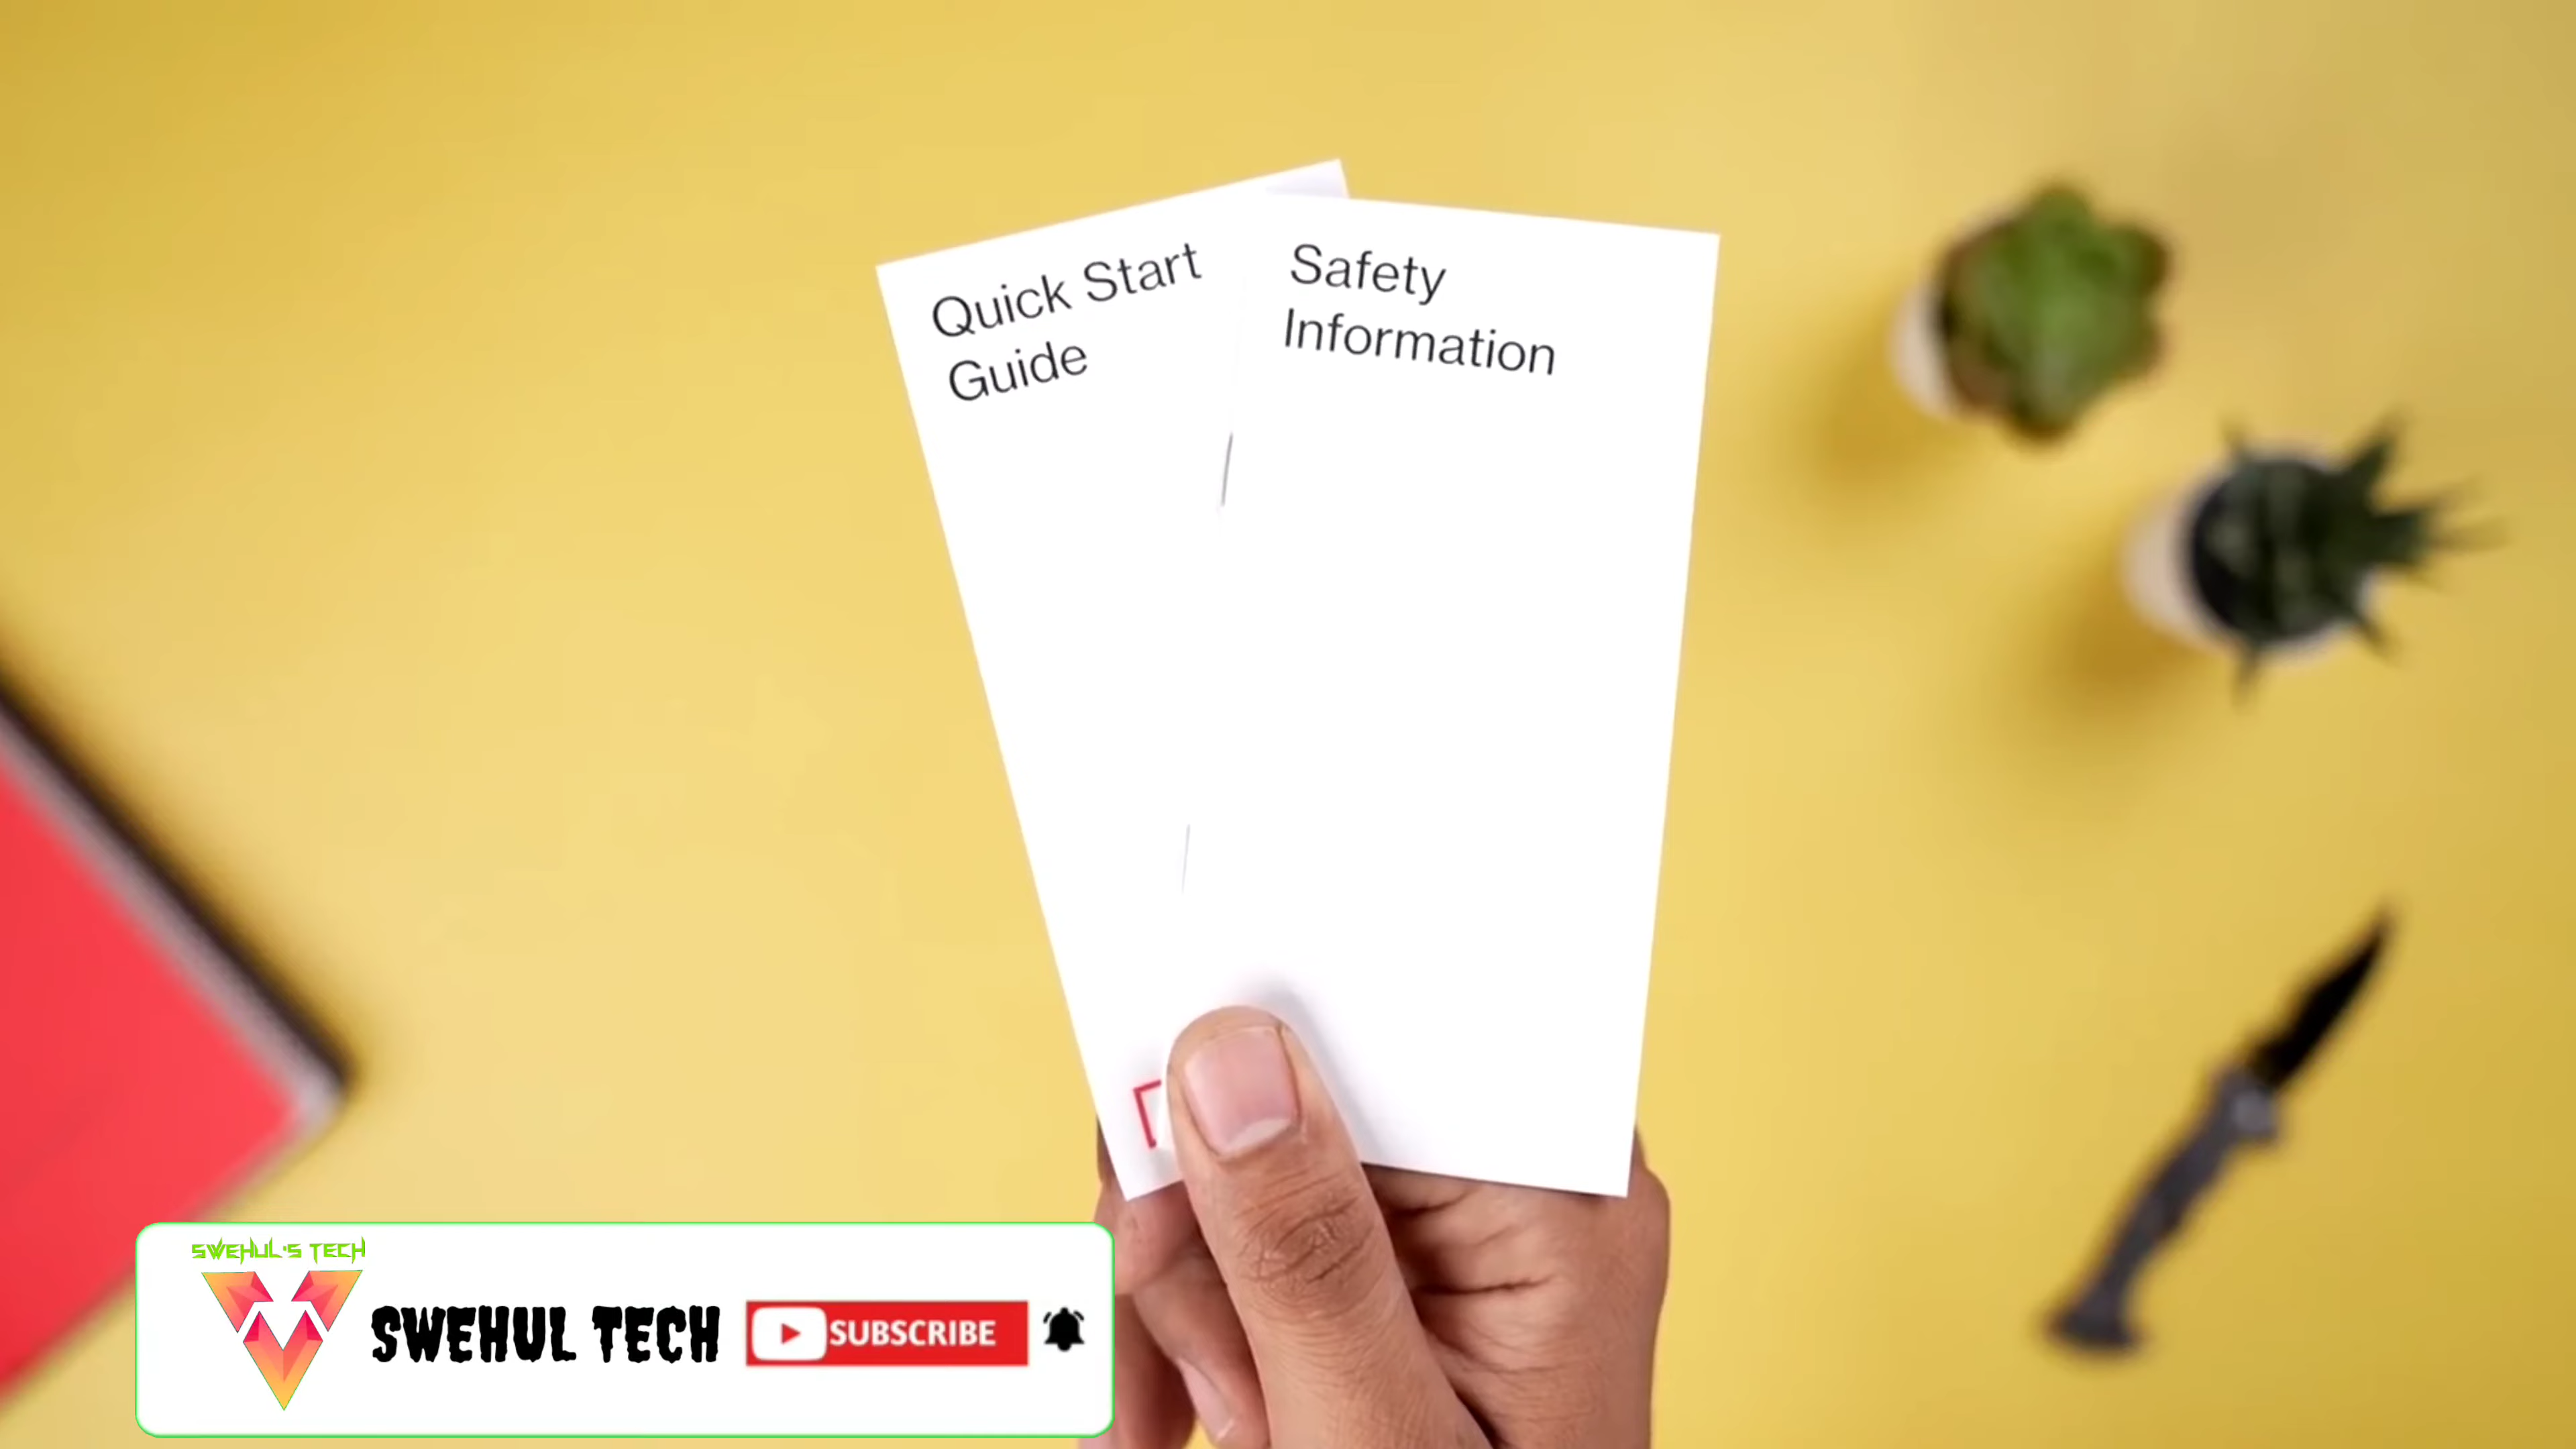 Quick Start
Guide
Safety
Information
SWEHUL'S TECH
SWEHUL TECH
SUBSCRIBE